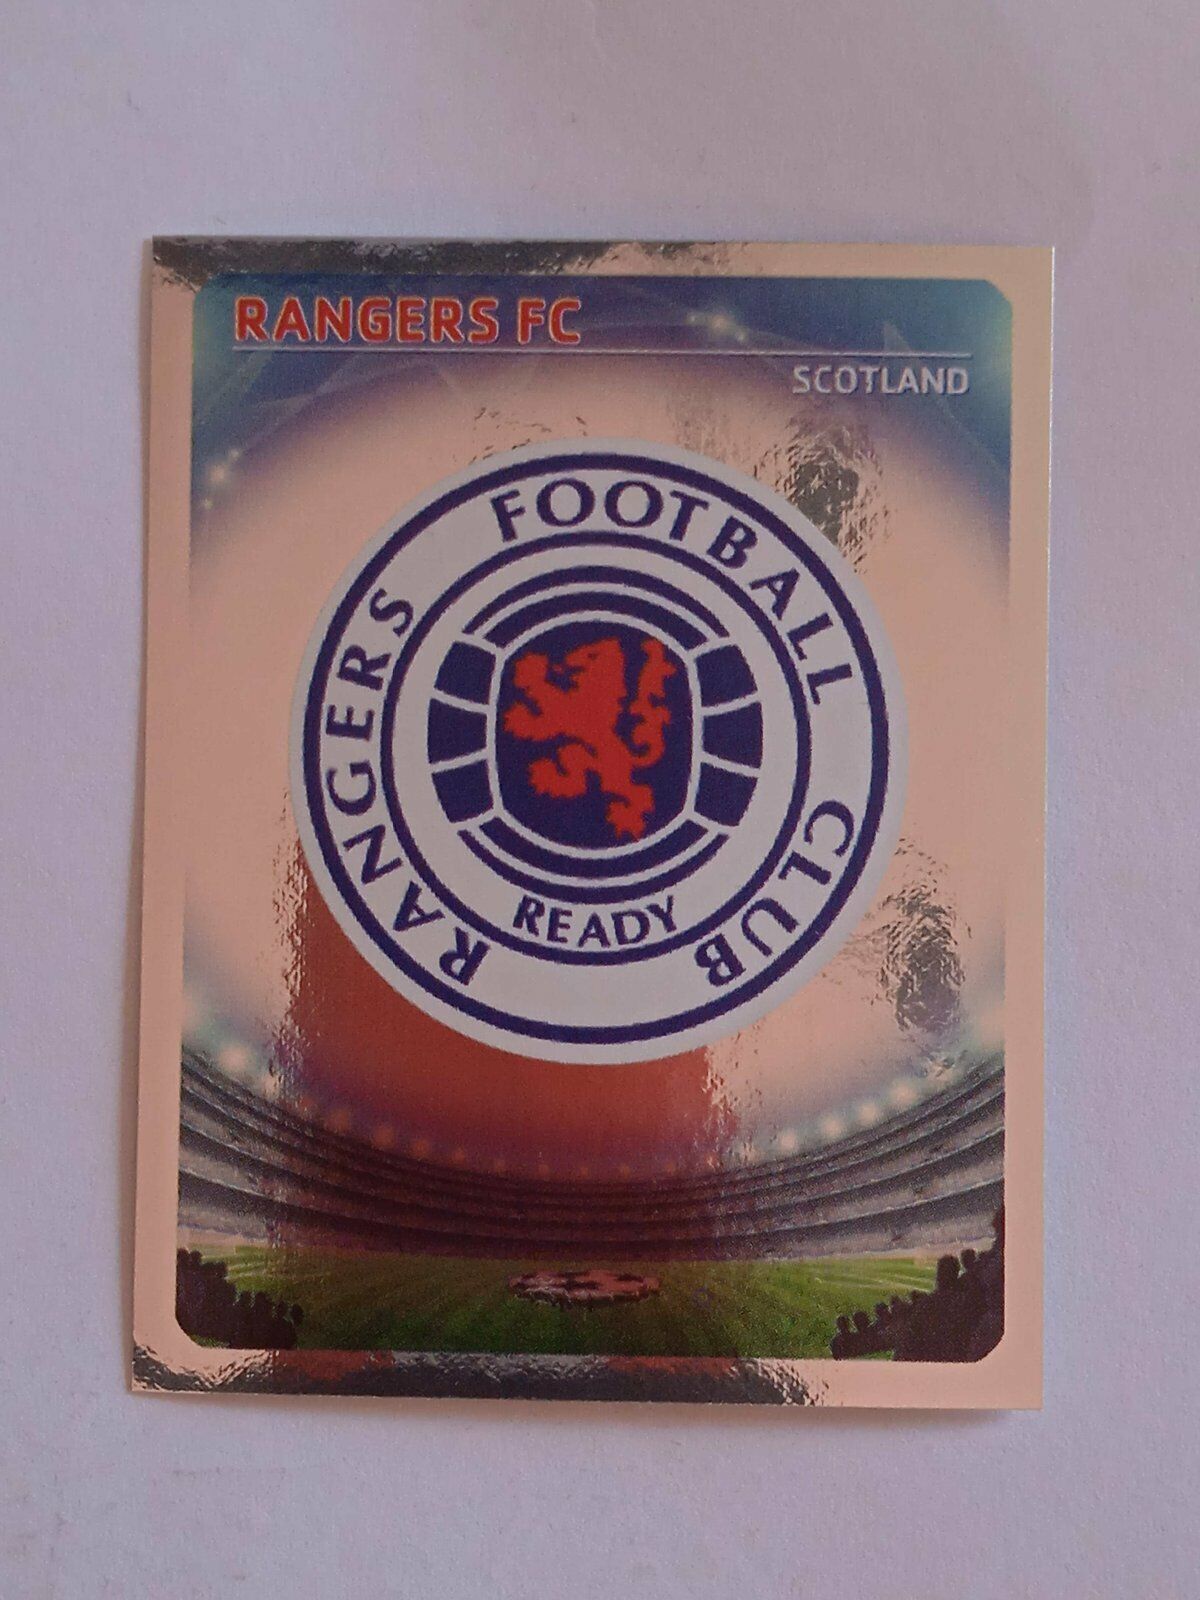 RANGERS FC
SCOTLAND
RANGERS FOOTBALL CLUB
READY